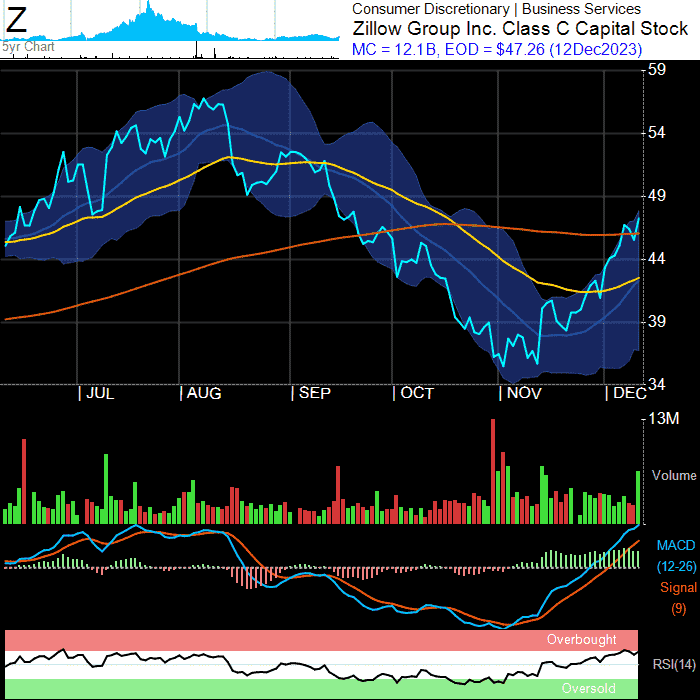 Z
5yr Chart
Consumer Discretionary | Business Services
Zillow Group Inc. Class C Capital Stock
MC = 12.1B, EOD = $47.26 (12Dec2023)
59
54
49
44
39
34
JUL
AUG
SEP
OCT
NOV
DEC
13M
Volume
MACD
(12-26)
Signal
(9)
Overbought
RSI(14)
Oversold